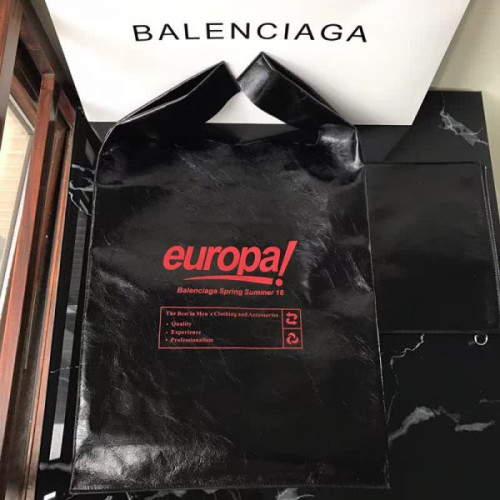 BALENCIAGA
europa!
Balenciaga Spring Summer 18
The Best in Men's Clothing and Accessories
• Quality
• Experience
• Professionalism